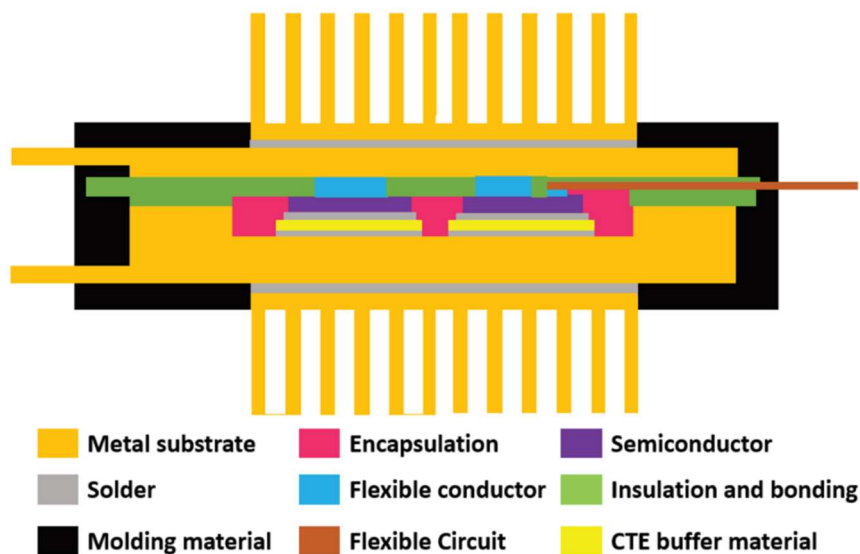 Metal substrate
Encapsulation
Semiconductor
Solder
Flexible conductor
Insulation and bonding
Molding material
Flexible Circuit
CTE buffer material